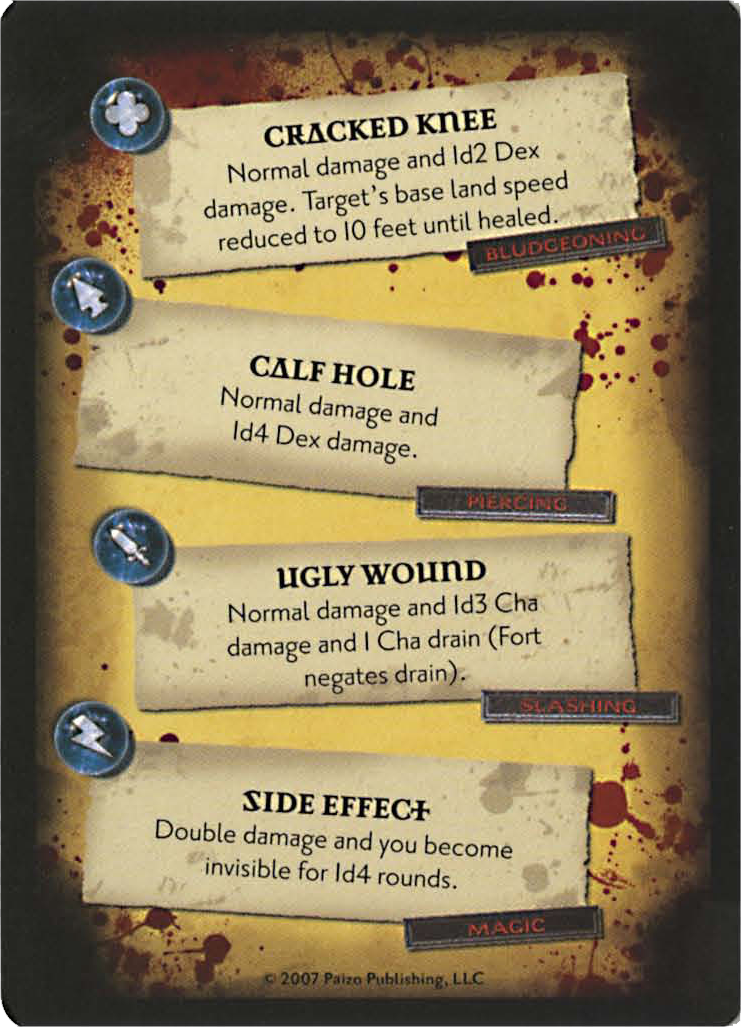 CRACKED KNEE
Normal damage and 1d2 Dex
damage. Target's base land speed
reduced to 10 feet until healed.
BLUDGEONING
CALF HOLE
Normal damage and
1d4 Dex damage.
PIERCING
UGLY WOUND
Normal damage and 1d3 Cha
damage and 1 Cha drain (Fort
negates drain).
SLASHING
SIDE EFFECT
Double damage and you become
invisible for 1d4 rounds.
MAGIC
© 2007 Paizo Publishing, LLC